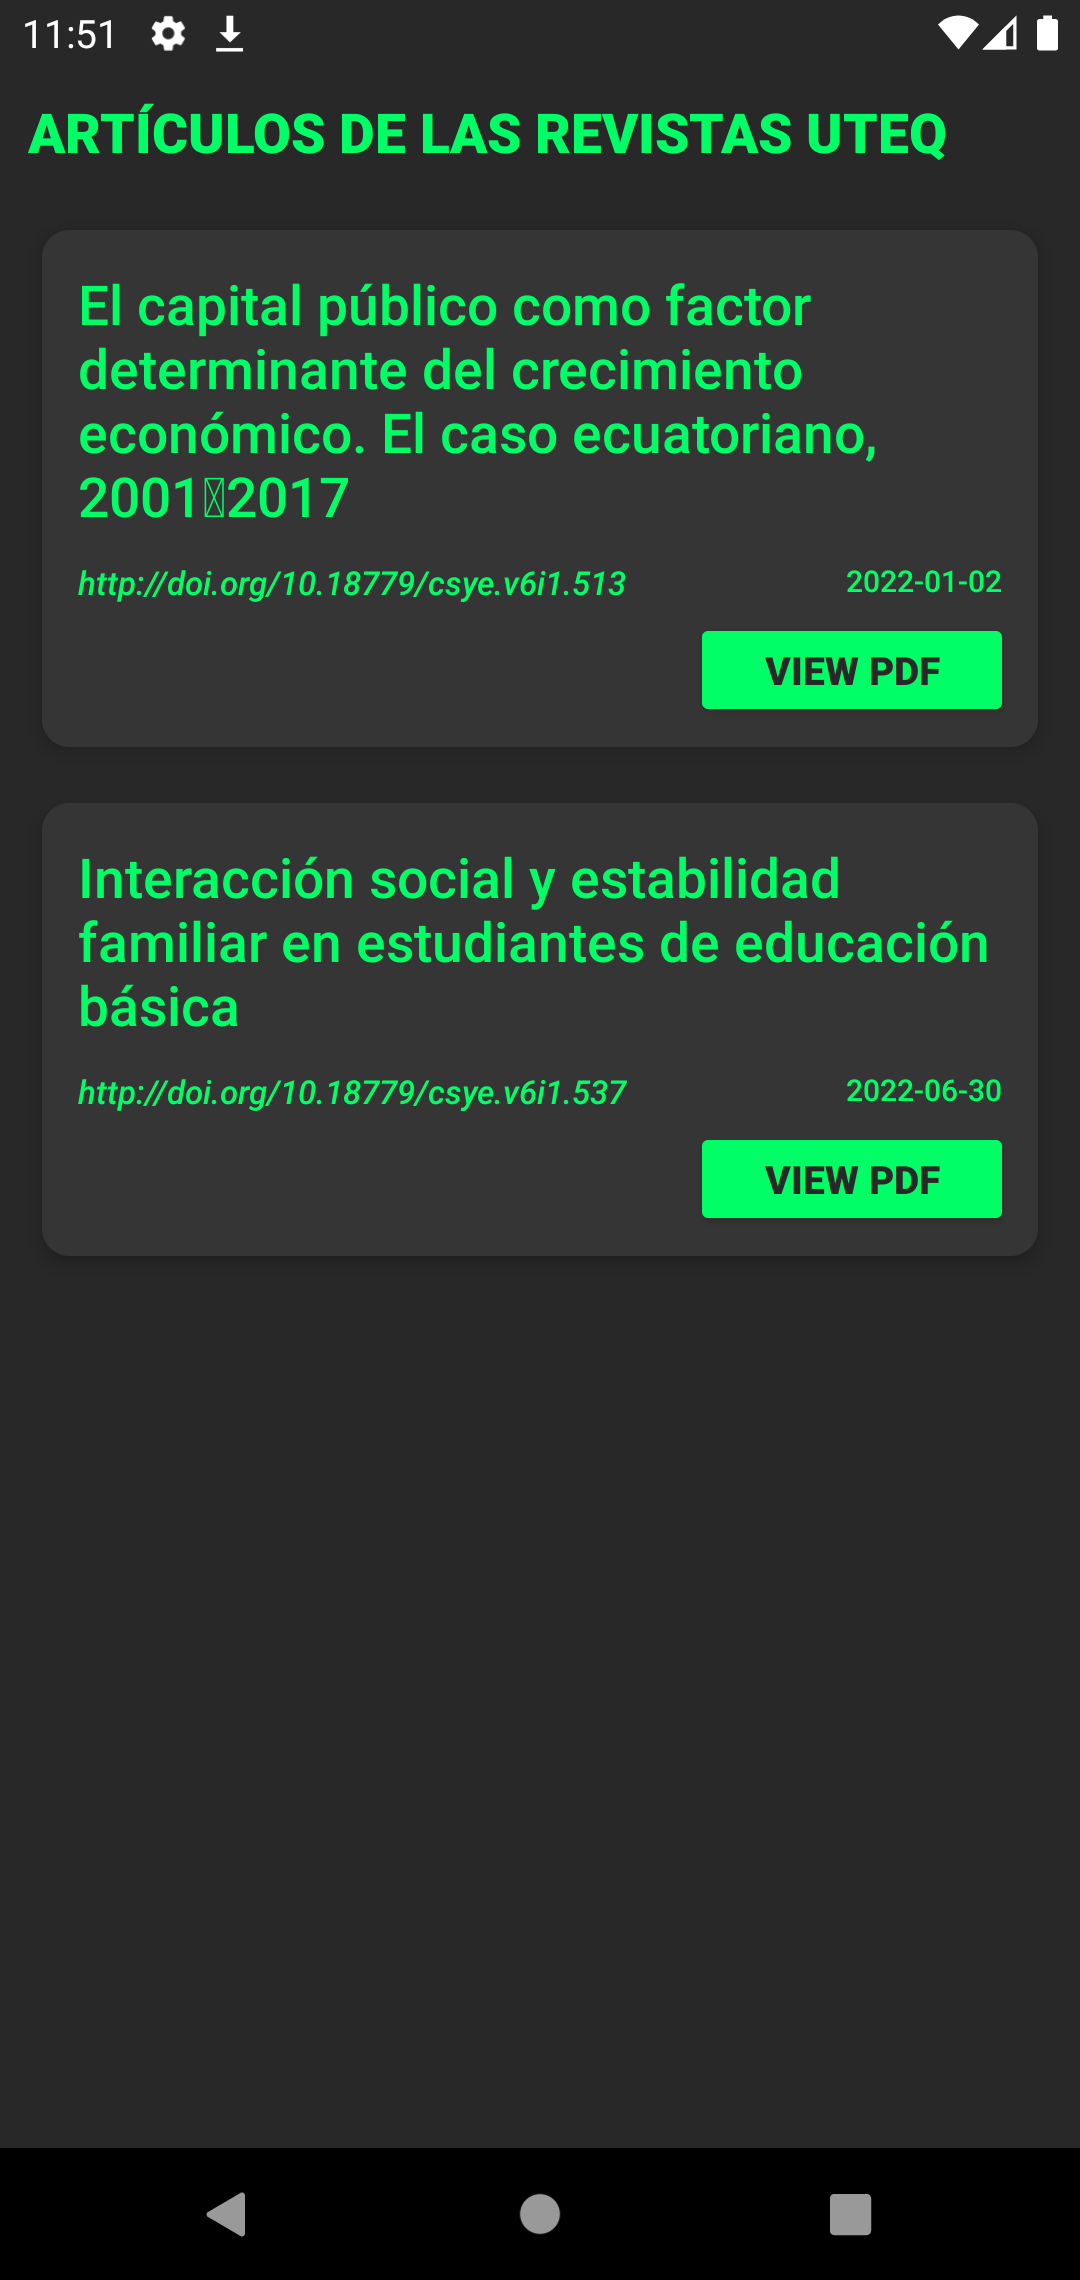 11:51
ARTÍCULOS DE LAS REVISTAS UTEQ
El capital público como factor
determinante del crecimiento
económico. El caso ecuatoriano,
2001􀀀2017
http://doi.org/10.18779/csye.v6i1.513
2022-01-02
VIEW PDF
Interacción social y estabilidad
familiar en estudiantes de educación
básica
http://doi.org/10.18779/csye.v6i1.537
2022-06-30
VIEW PDF